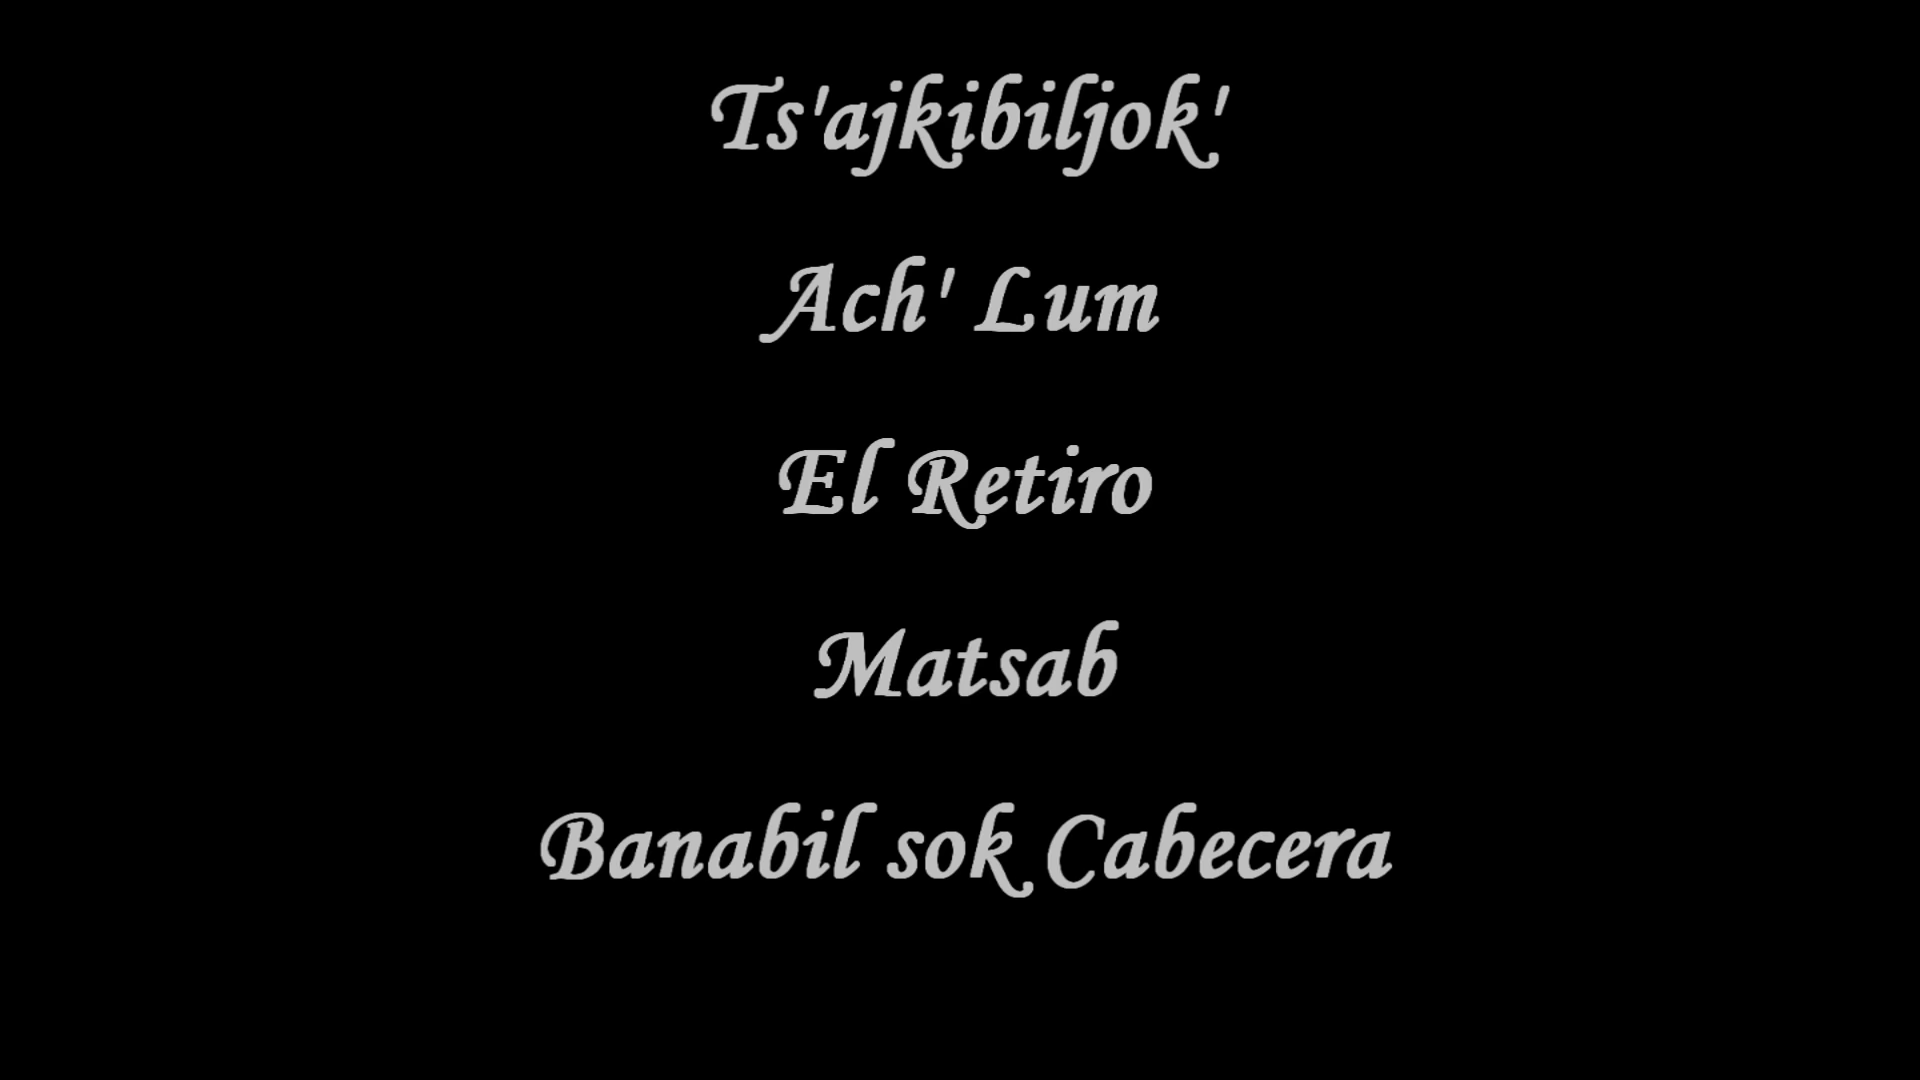 Ts'ajkibiljok'
Ach' Lum
El Retiro
Matsab
Banabil sok Cabecera